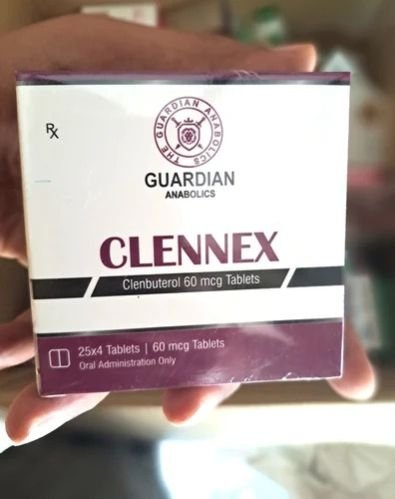 ℞
THE GUARDIAN ANABOLICS
GUARDIAN
ANABOLICS
CLENNEX
Clenbuterol 60 mcg Tablets
25x4 Tablets | 60 mcg Tablets
Oral Administration Only